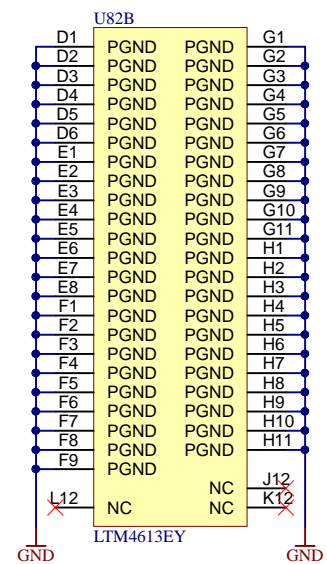 U82B
D1 PGND PGND G1
D2 PGND PGND G2
D3 PGND PGND G3
D4 PGND PGND G4
D5 PGND PGND G5
D6 PGND PGND G6
E1 PGND PGND G7
E2 PGND PGND G8
E3 PGND PGND G9
E4 PGND PGND G10
E5 PGND PGND G11
E6 PGND PGND H1
E7 PGND PGND H2
E8 PGND PGND H3
F1 PGND PGND H4
F2 PGND PGND H5
F3 PGND PGND H6
F4 PGND PGND H7
F5 PGND PGND H8
F6 PGND PGND H9
F7 PGND PGND H10
F8 PGND PGND H11
F9 PGND
NC J12
L12 NC NC K12
LTM4613EY
GND GND